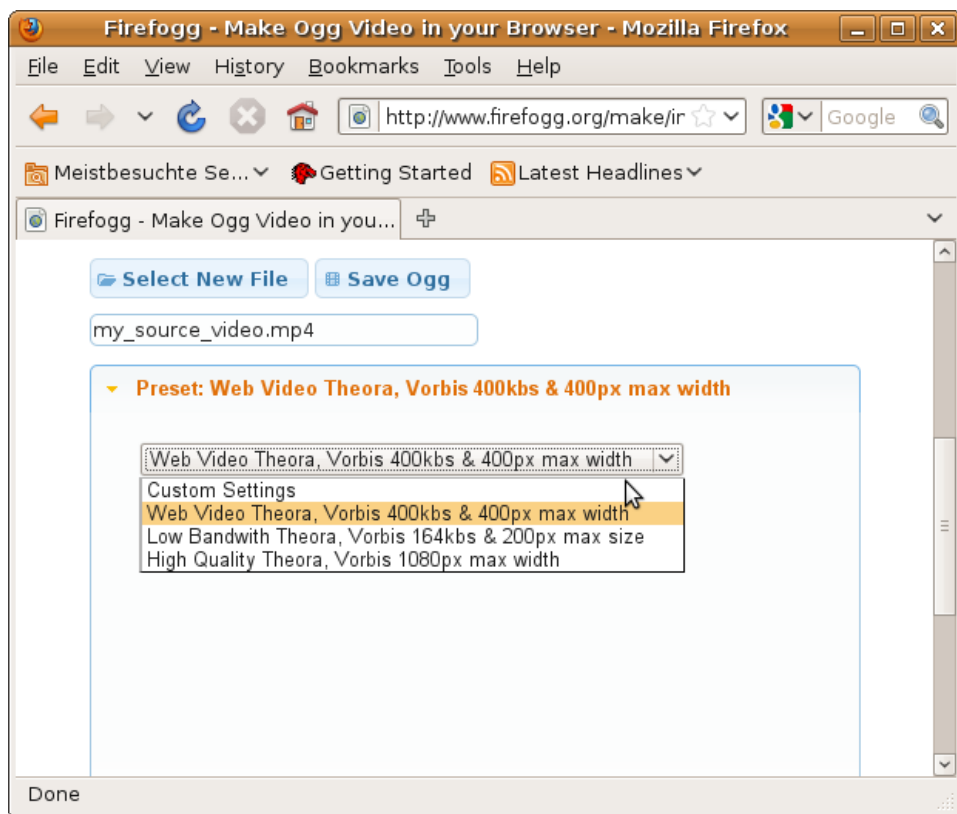 Firefogg - Make Ogg Video in your Browser - Mozilla Firefox
File Edit View History Bookmarks Tools Help
http://www.firefogg.org/make/ir Google
Meistbesuchte Se... Getting Started Latest Headlines
Firefogg - Make Ogg Video in you...
Select New File Save Ogg
my_source_video.mp4
Preset: Web Video Theora, Vorbis 400kbs & 400px max width
Web Video Theora, Vorbis 400kbs & 400px max width
Custom Settings
Web Video Theora, Vorbis 400kbs & 400px max width
Low Bandwith Theora, Vorbis 164kbs & 200px max size
High Quality Theora, Vorbis 1080px max width
Done